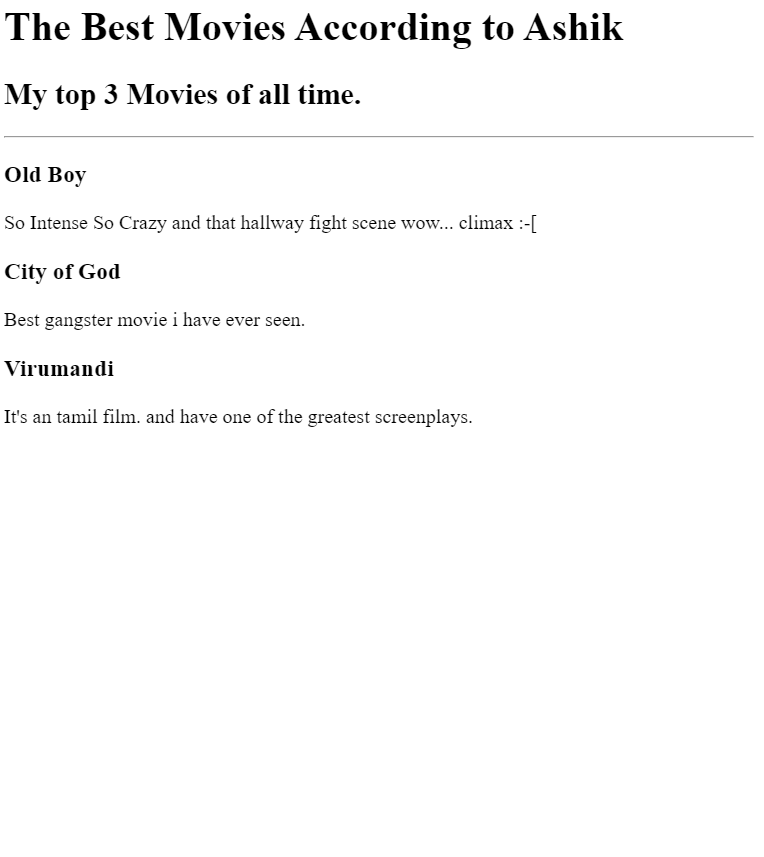 The Best Movies According to Ashik
My top 3 Movies of all time.
Old Boy
So Intense So Crazy and that hallway fight scene wow... climax :-[
City of God
Best gangster movie i have ever seen.
Virumandi
It's an tamil film. and have one of the greatest screenplays.